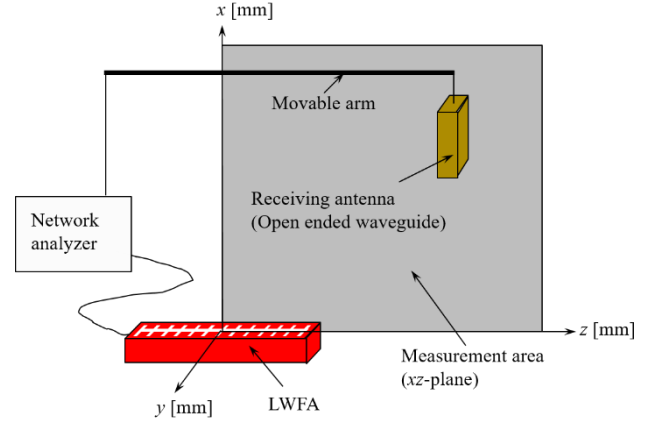 x [mm]
Movable arm
Receiving antenna
(Open ended waveguide)
Network
analyzer
z [mm]
Measurement area
(xz-plane)
LWFA
y [mm]